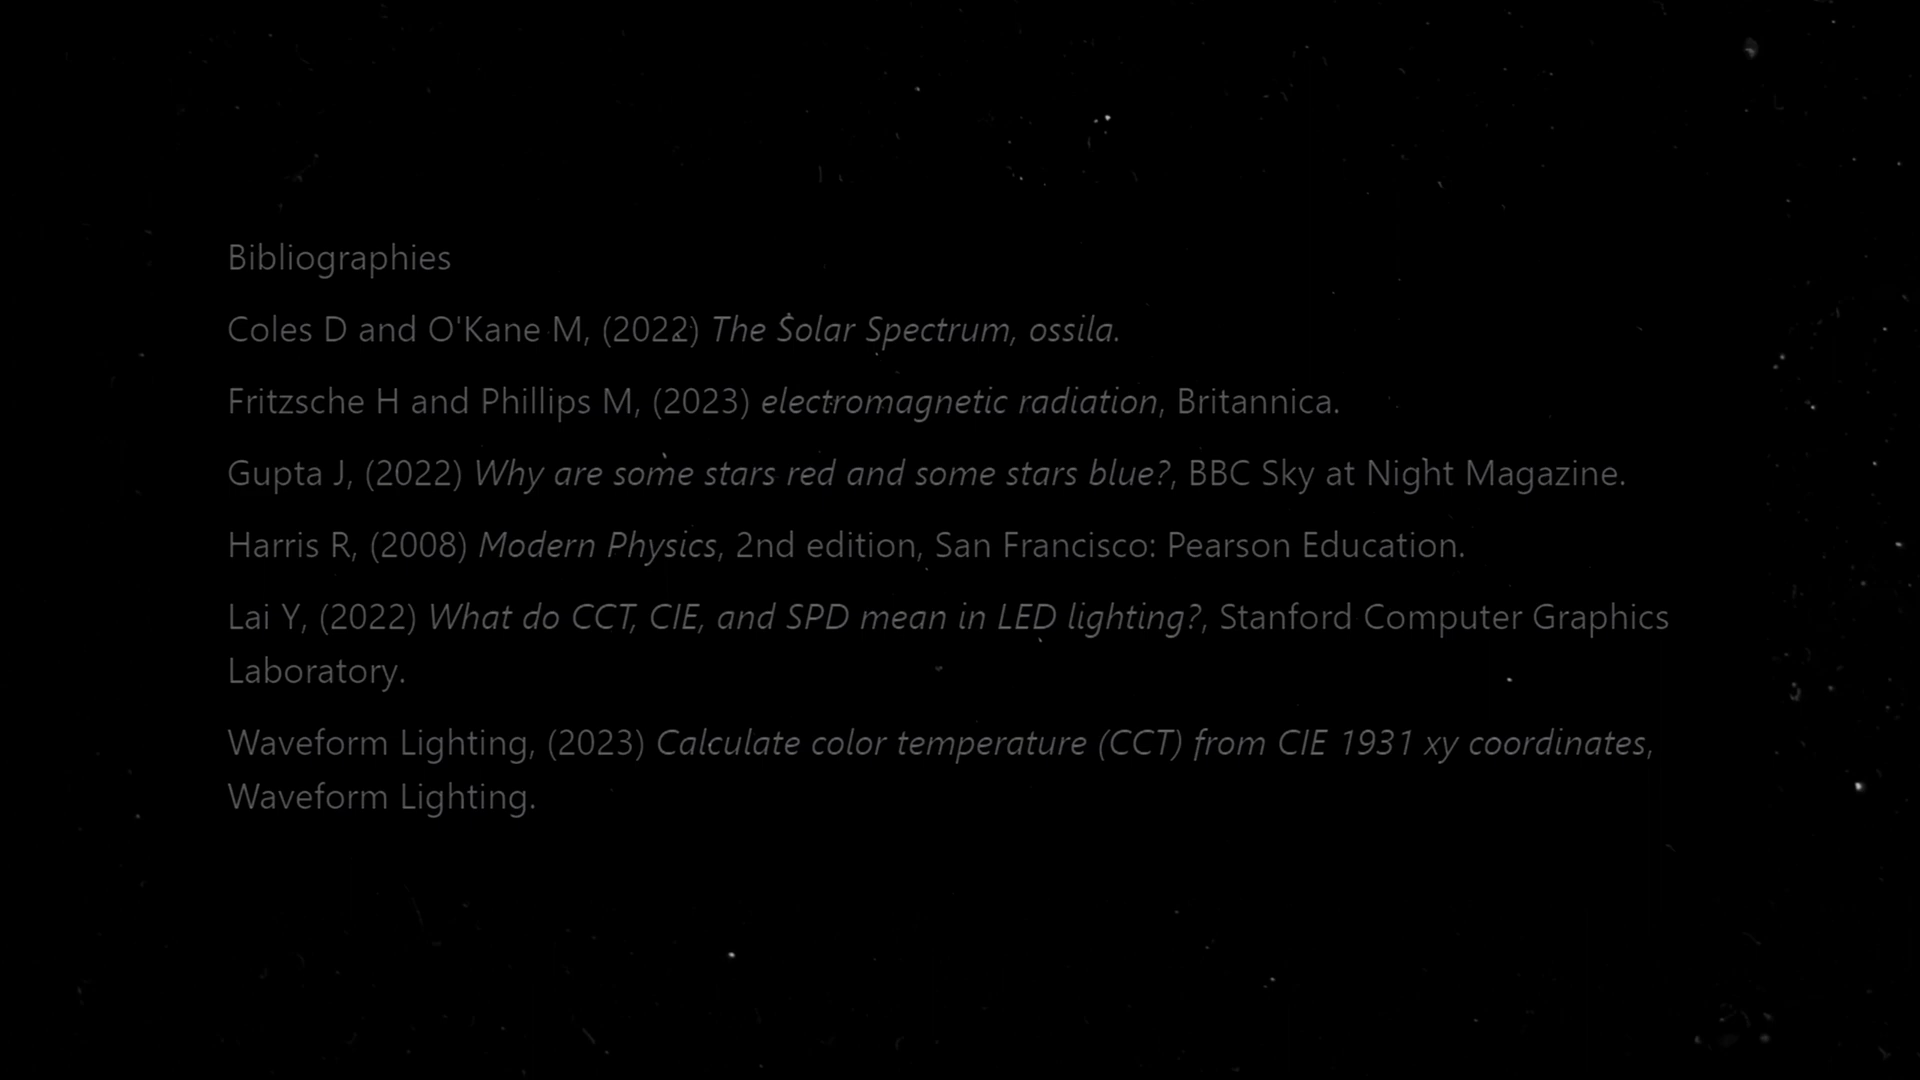 Bibliographies
Coles D and O'Kane M, (2022) The Solar Spectrum, ossila.
Fritzsche H and Phillips M, (2023) electromagnetic radiation, Britannica.
Gupta J, (2022) Why are some stars red and some stars blue?, BBC Sky at Night Magazine.
Harris R, (2008) Modern Physics, 2nd edition, San Francisco: Pearson Education.
Lai Y, (2022) What do CCT, CIE, and SPD mean in LED lighting?, Stanford Computer Graphics
Laboratory.
Waveform Lighting, (2023) Calculate color temperature (CCT) from CIE 1931 xy coordinates,
Waveform Lighting.